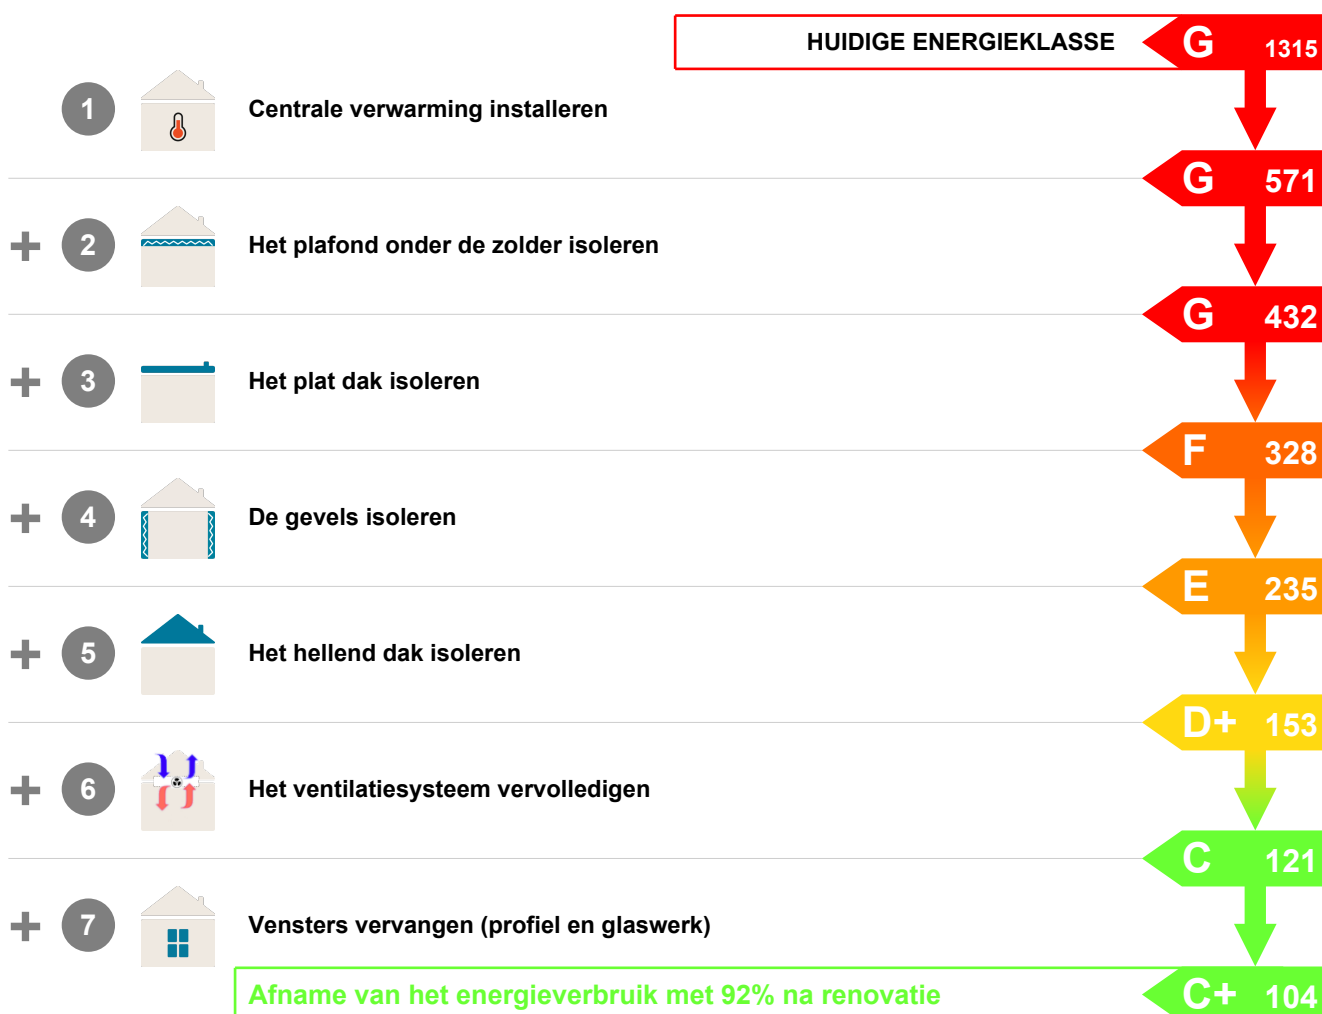 HUIDIGE ENERGIEKLASSE G 1315
1 Centrale verwarming installeren
G 571
+ 2 Het plafond onder de zolder isoleren
G 432
+ 3 Het plat dak isoleren
F 328
+ 4 De gevels isoleren
E 235
+ 5 Het hellend dak isoleren
D+ 153
+ 6 Het ventilatiesysteem vervolledigen
C 121
+ 7 Vensters vervangen (profiel en glaswerk)
Afname van het energieverbruik met 92% na renovatie C+ 104